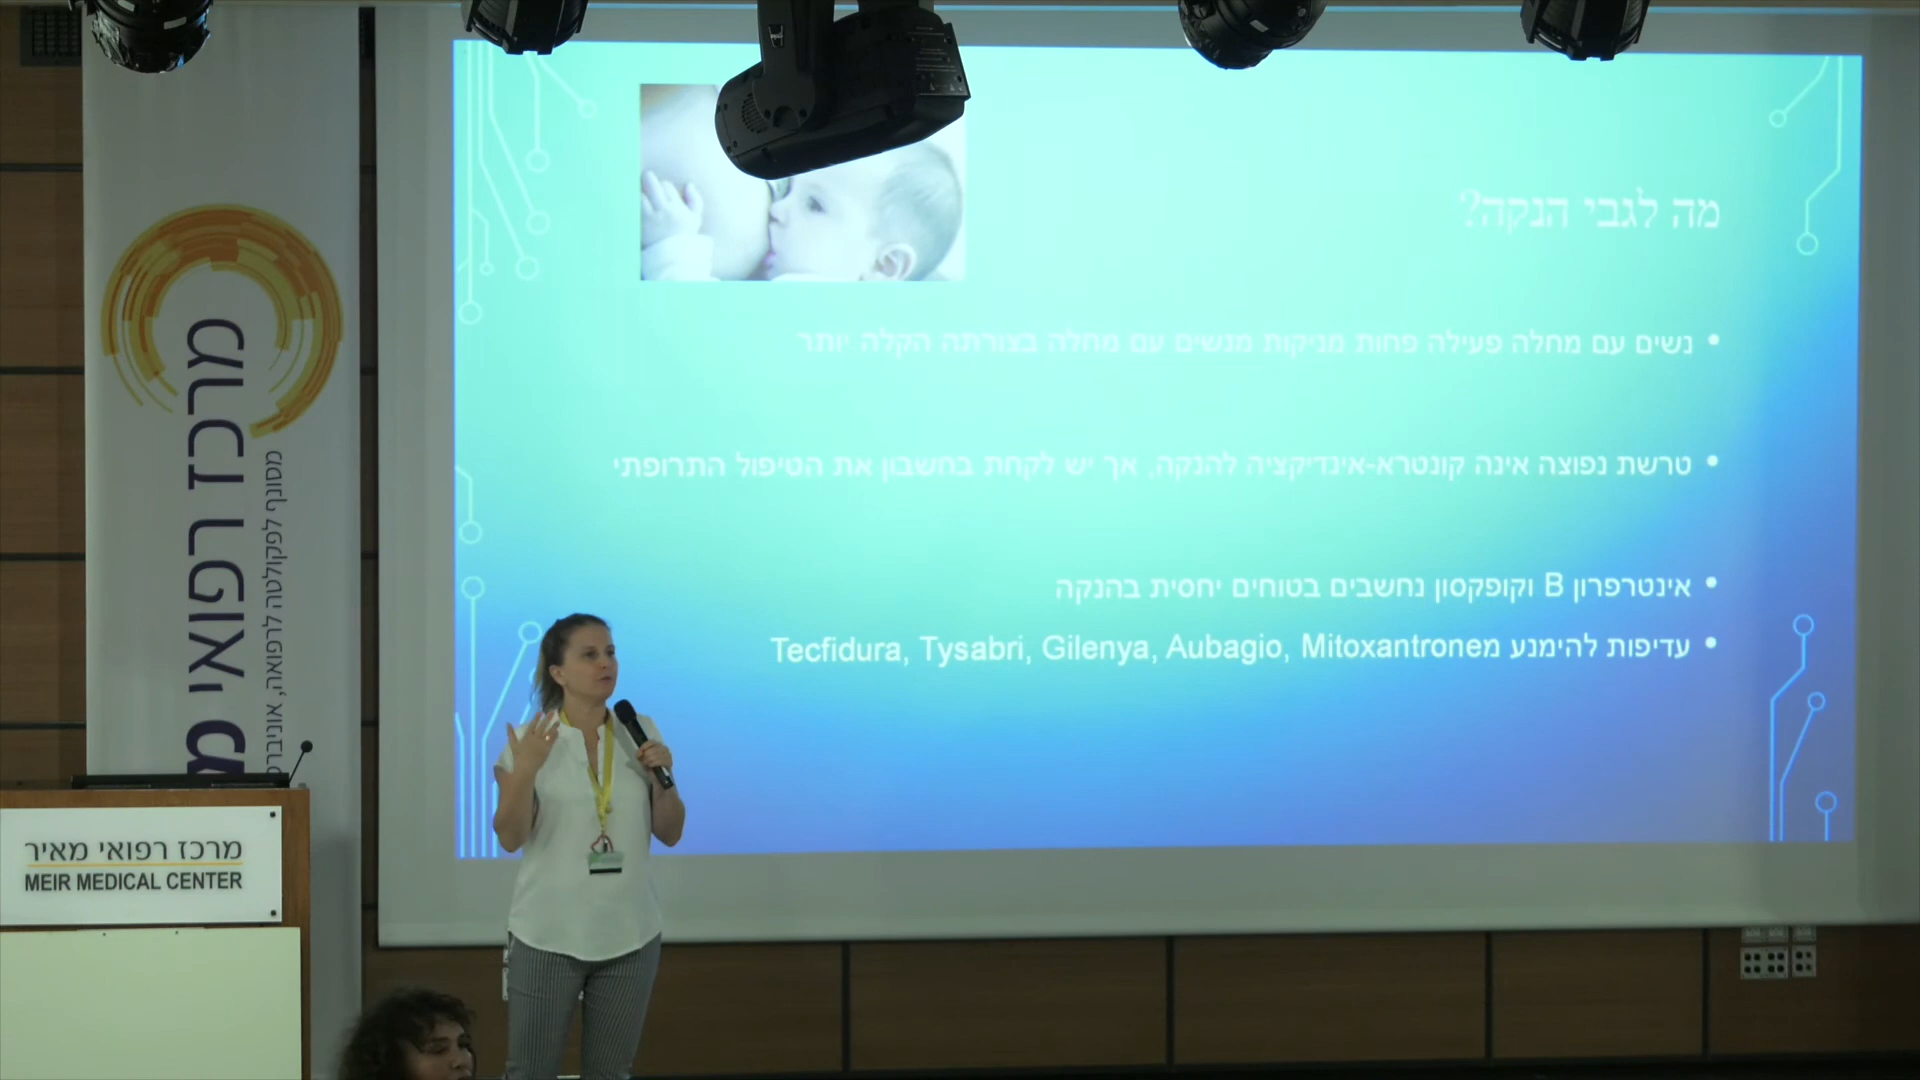 מה לגבי הנקה?
• נשים עם מחלה פעילה פחות מניקות מנשים עם מחלה בצורתה הקלה יותר
• טרשת נפוצה אינה קונטרא-אינדיקציה להנקה, אך יש לקחת בחשבון את הטיפול התרופתי
• אינטרפרון B וקופקסון נחשבים בטוחים יחסית בהנקה
• עדיפות להימנע מTecfidura, Tysabri, Gilenya, Aubagio, Mitoxantrone
מרכז רפואי מ
מסונף לפקולטה לרפואה, אוניברס
מרכז רפואי מאיר
MEIR MEDICAL CENTER